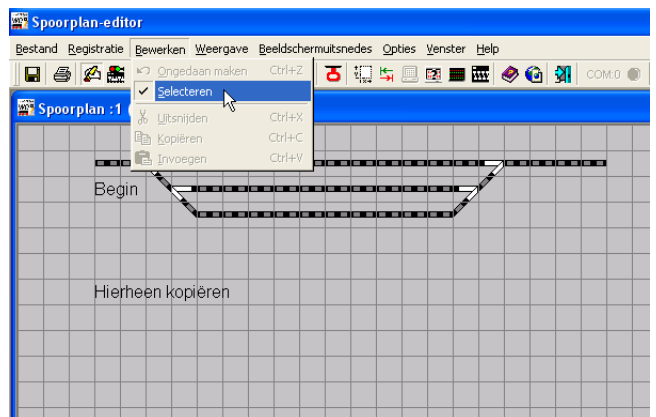 Spoorplan-editor
Bestand Registratie Bewerken Weergave Beeldschermuitsnedes Opties Venster Help
COM:0
Ongedaan maken Ctrl+Z
Selecteren
Uitsnijden Ctrl+X
Kopiëren Ctrl+C
Invoegen Ctrl+V
Spoorplan :1
Begin
Hierheen kopiëren